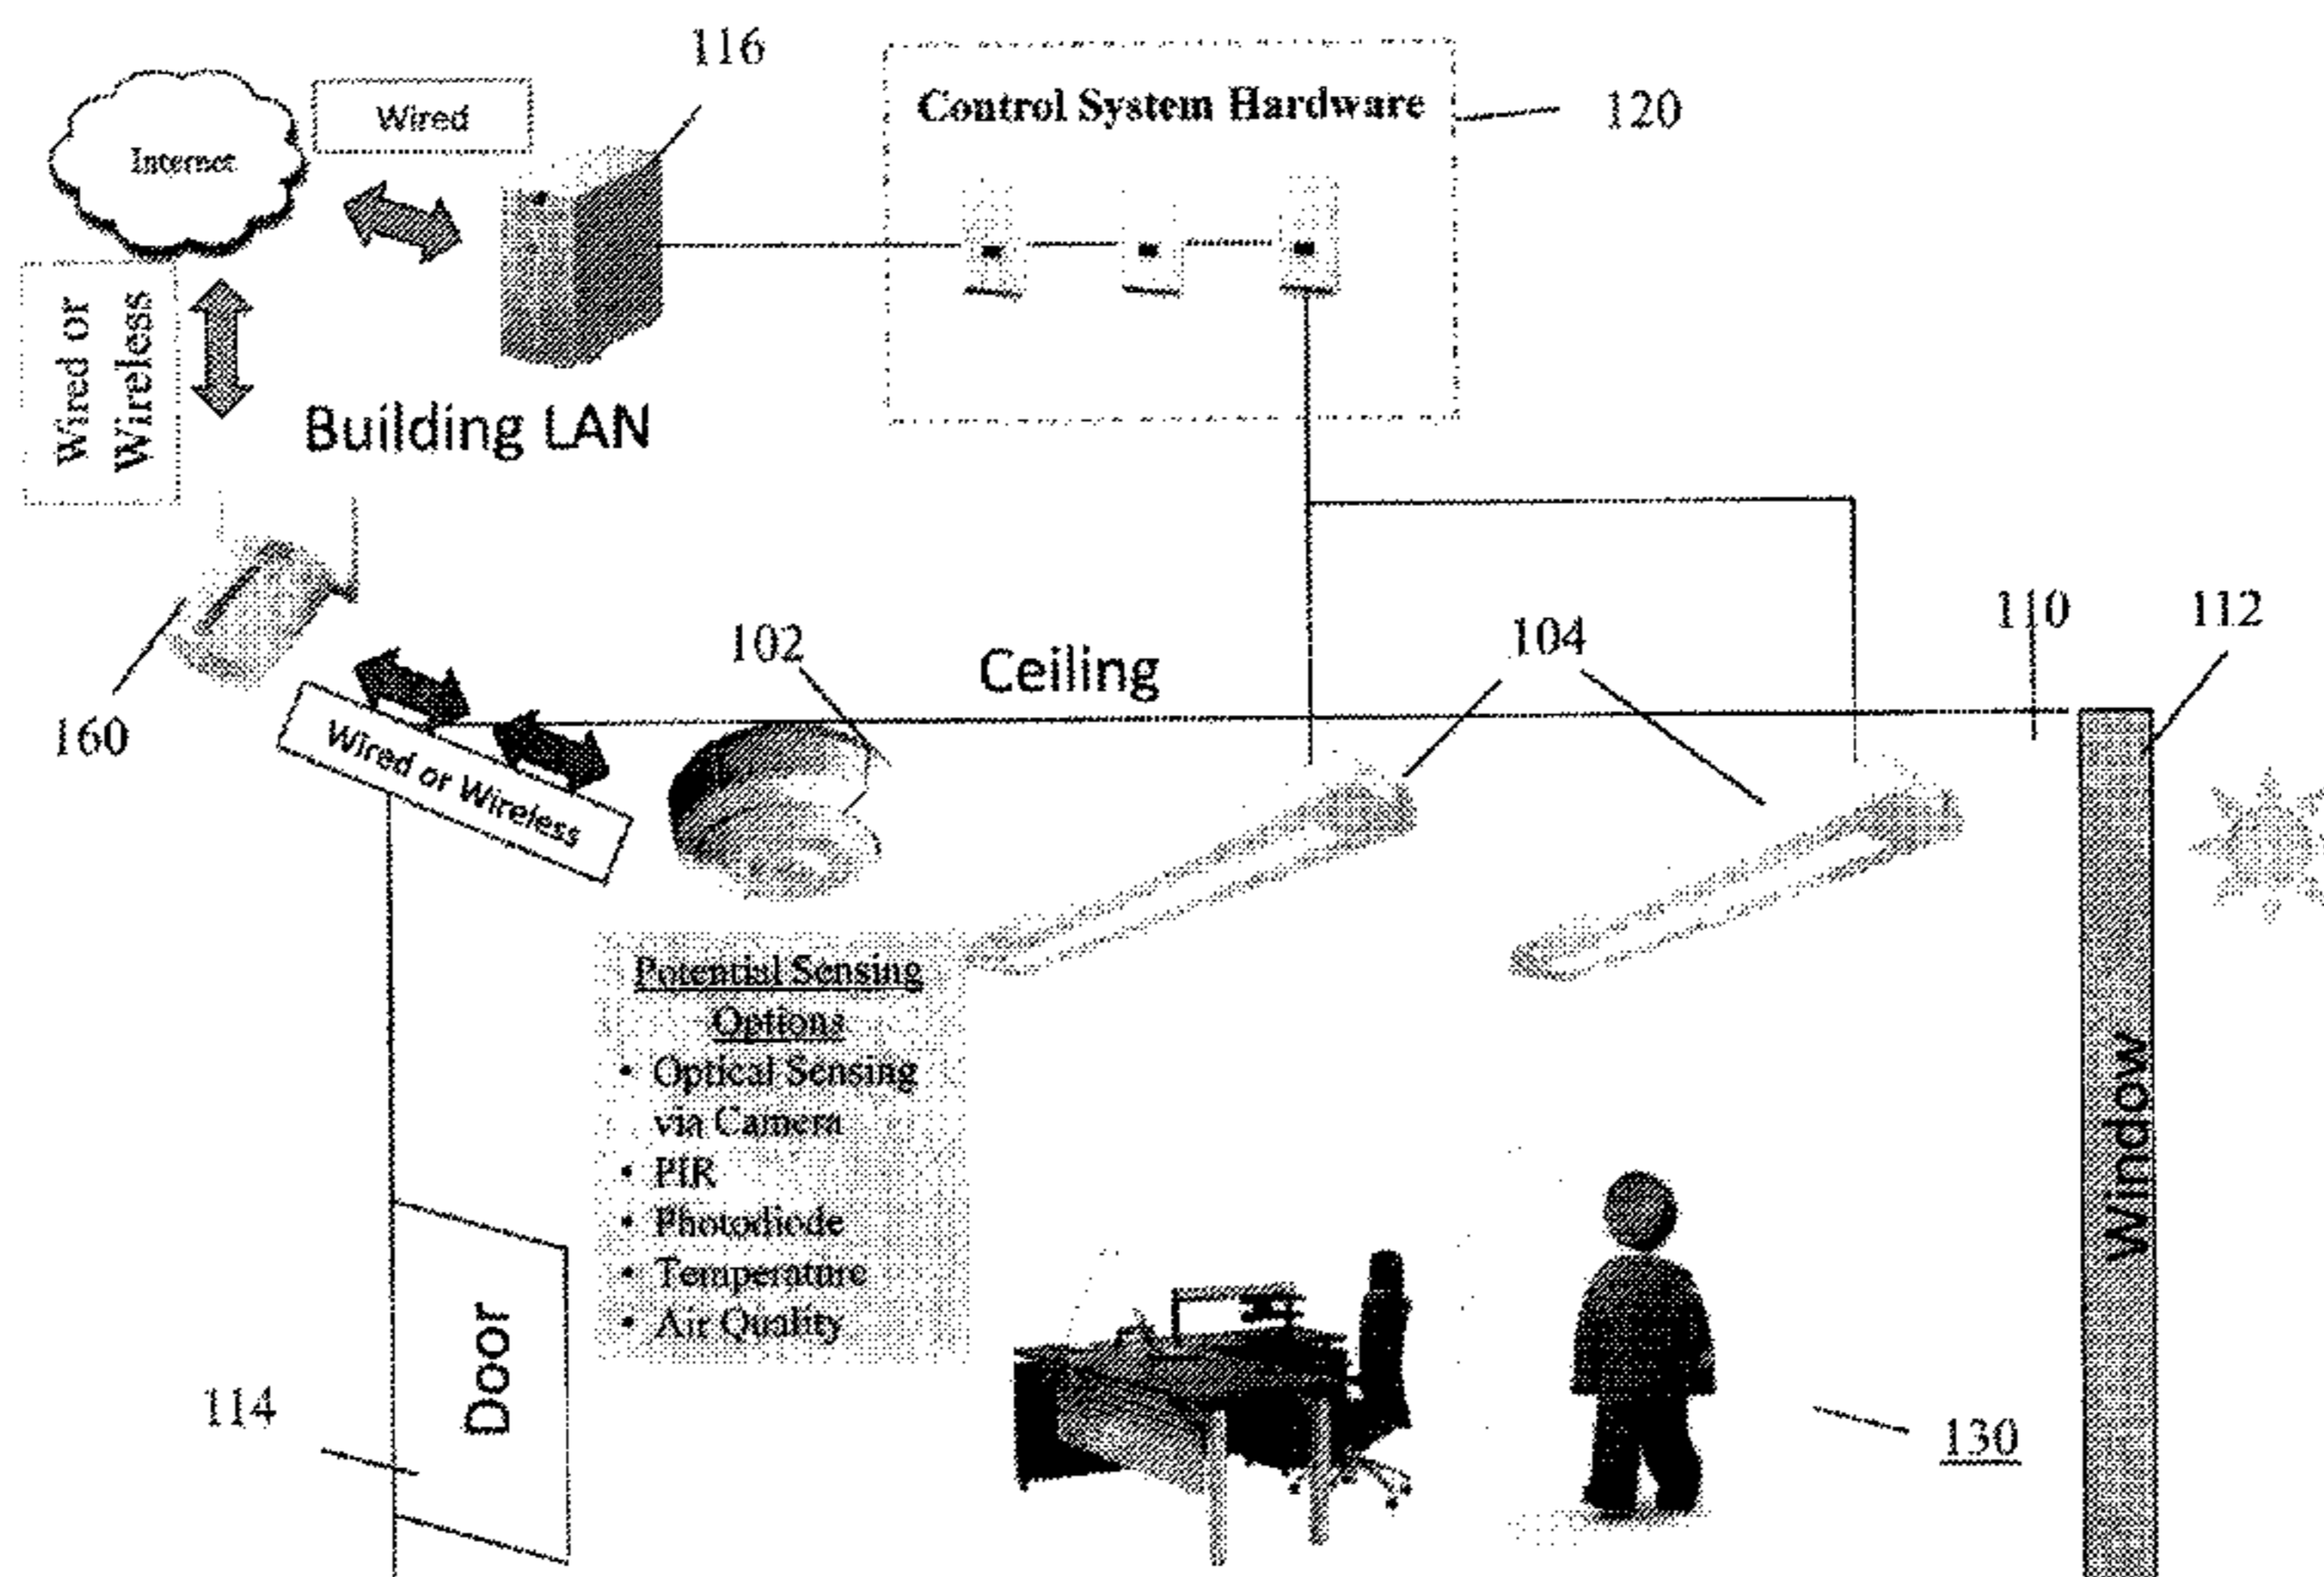 116
Wired
Control System Hardware
120
Internet
Wired or
Wireless
Building LAN
110
112
102
Ceiling
104
160
Wired or Wireless
Potential Sensing
Options
• Optical Sensing
via Camera
• PIR
• Photodiode
• Temperature
• Air Quality
Window
Door
114
130